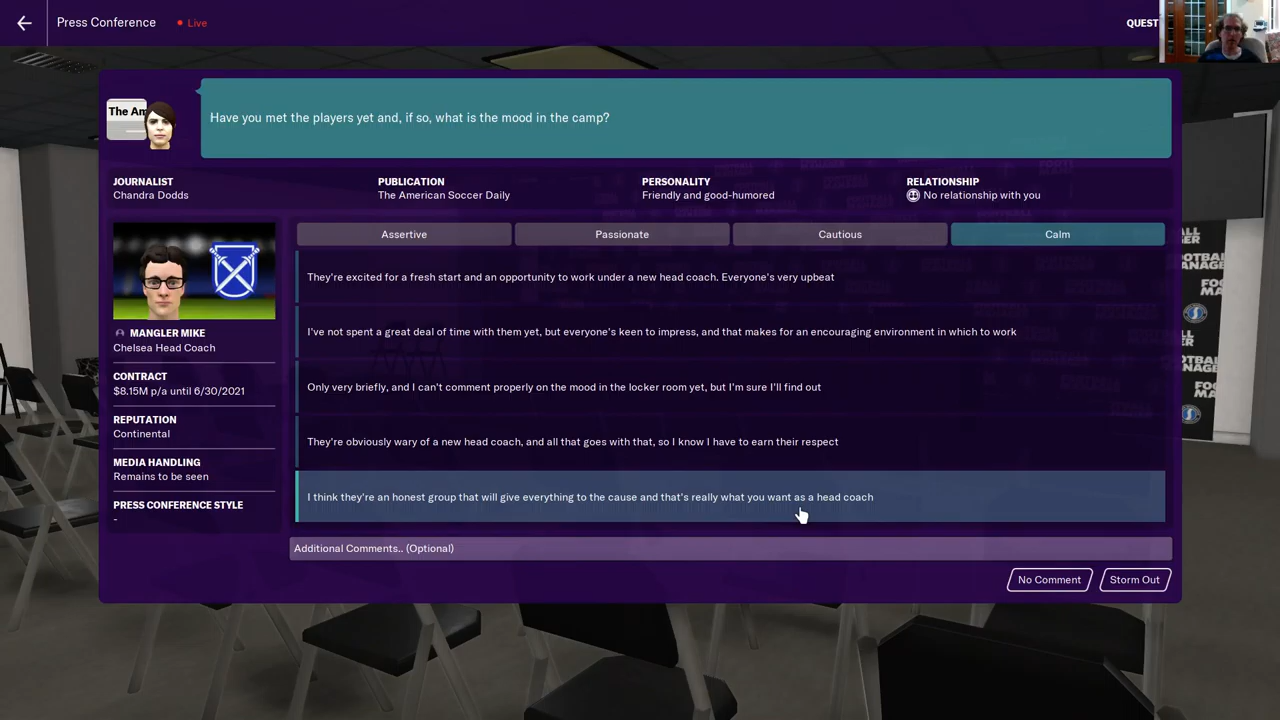 Press Conference
Live
QUEST
The Am
Have you met the players yet and, if so, what is the mood in the camp?
JOURNALIST
Chandra Dodds
PUBLICATION
The American Soccer Daily
PERSONALITY
Friendly and good-humored
RELATIONSHIP
No relationship with you
Assertive
Passionate
Cautious
Calm
They're excited for a fresh start and an opportunity to work under a new head coach. Everyone's very upbeat
I've not spent a great deal of time with them yet, but everyone's keen to impress, and that makes for an encouraging environment in which to work
Only very briefly, and I can't comment properly on the mood in the locker room yet, but I'm sure I'll find out
They're obviously wary of a new head coach, and all that goes with that, so I know I have to earn their respect
I think they're an honest group that will give everything to the cause and that's really what you want as a head coach
MANGLER MIKE
Chelsea Head Coach
CONTRACT
$8.15M p/a until 6/30/2021
REPUTATION
Continental
MEDIA HANDLING
Remains to be seen
PRESS CONFERENCE STYLE
-
Additional Comments.. (Optional)
No Comment
Storm Out